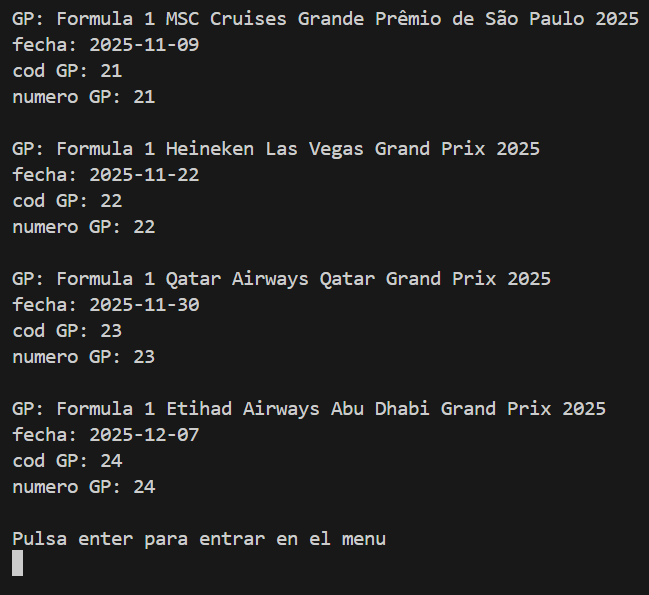 GP: Formula 1 MSC Cruises Grande Prêmio de São Paulo 2025
fecha: 2025-11-09
cod GP: 21
numero GP: 21
GP: Formula 1 Heineken Las Vegas Grand Prix 2025
fecha: 2025-11-22
cod GP: 22
numero GP: 22
GP: Formula 1 Qatar Airways Qatar Grand Prix 2025
fecha: 2025-11-30
cod GP: 23
numero GP: 23
GP: Formula 1 Etihad Airways Abu Dhabi Grand Prix 2025
fecha: 2025-12-07
cod GP: 24
numero GP: 24
Pulsa enter para entrar en el menu